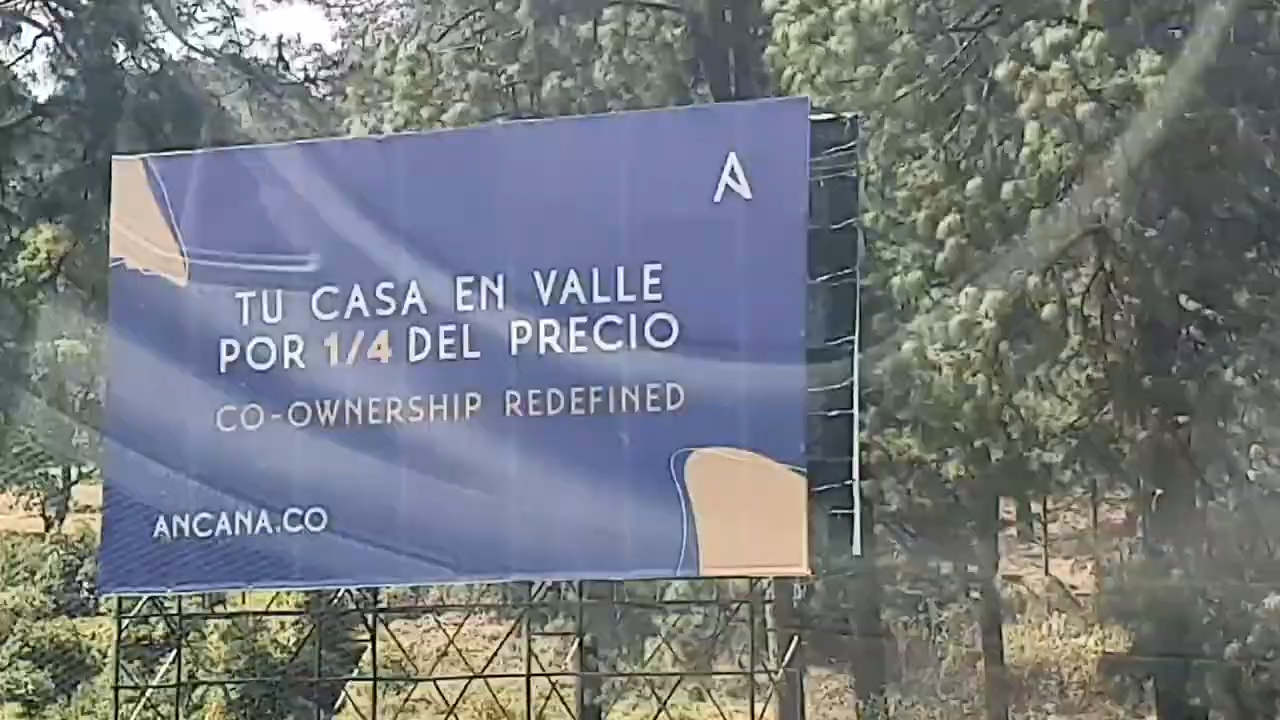 A
TU CASA EN VALLE
POR 1/4 DEL PRECIO
CO-OWNERSHIP REDEFINED
ANCANA.CO